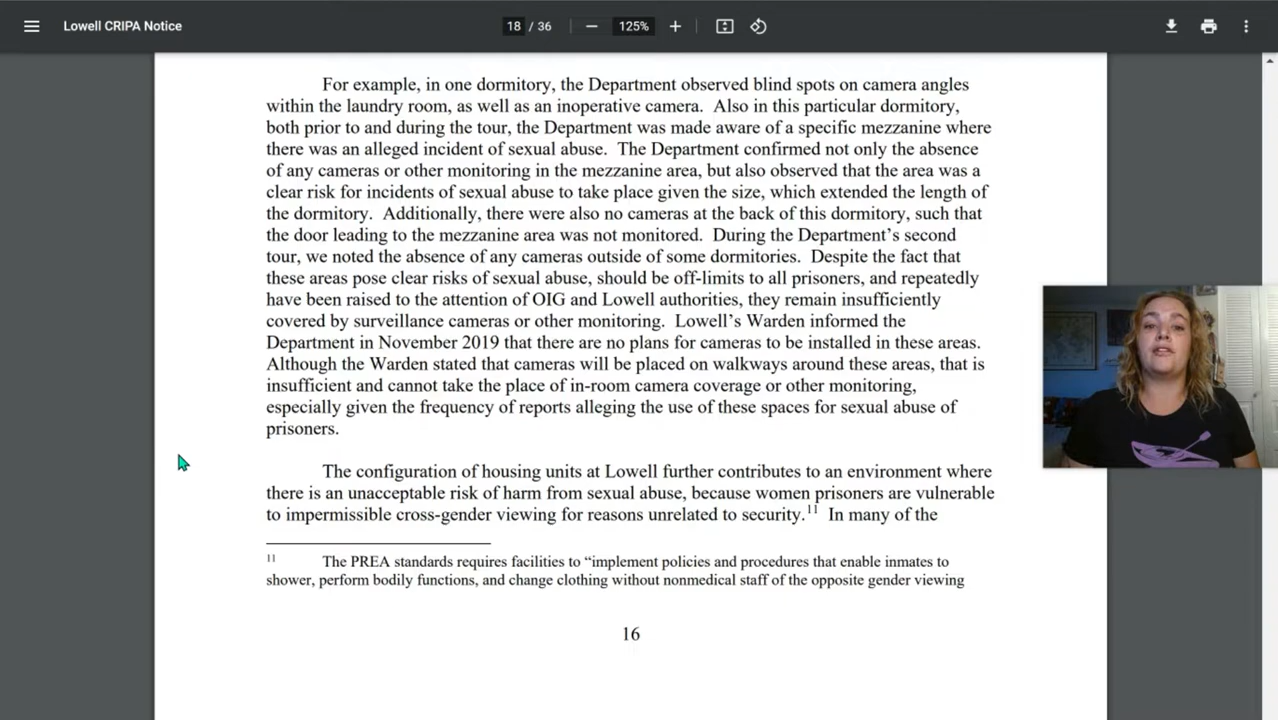 Lowell CRIPA Notice
18 / 36
125%
For example, in one dormitory, the Department observed blind spots on camera angles
within the laundry room, as well as an inoperative camera. Also in this particular dormitory,
both prior to and during the tour, the Department was made aware of a specific mezzanine where
there was an alleged incident of sexual abuse. The Department confirmed not only the absence
of any cameras or other monitoring in the mezzanine area, but also observed that the area was a
clear risk for incidents of sexual abuse to take place given the size, which extended the length of
the dormitory. Additionally, there were also no cameras at the back of this dormitory, such that
the door leading to the mezzanine area was not monitored. During the Department’s second
tour, we noted the absence of any cameras outside of some dormitories. Despite the fact that
these areas pose clear risks of sexual abuse, should be off-limits to all prisoners, and repeatedly
have been raised to the attention of OIG and Lowell authorities, they remain insufficiently
covered by surveillance cameras or other monitoring. Lowell’s Warden informed the
Department in November 2019 that there are no plans for cameras to be installed in these areas.
Although the Warden stated that cameras will be placed on walkways around these areas, that is
insufficient and cannot take the place of in-room camera coverage or other monitoring,
especially given the frequency of reports alleging the use of these spaces for sexual abuse of
prisoners.
The configuration of housing units at Lowell further contributes to an environment where
there is an unacceptable risk of harm from sexual abuse, because women prisoners are vulnerable
to impermissible cross-gender viewing for reasons unrelated to security.11 In many of the
11 The PREA standards requires facilities to “implement policies and procedures that enable inmates to
shower, perform bodily functions, and change clothing without nonmedical staff of the opposite gender viewing
16